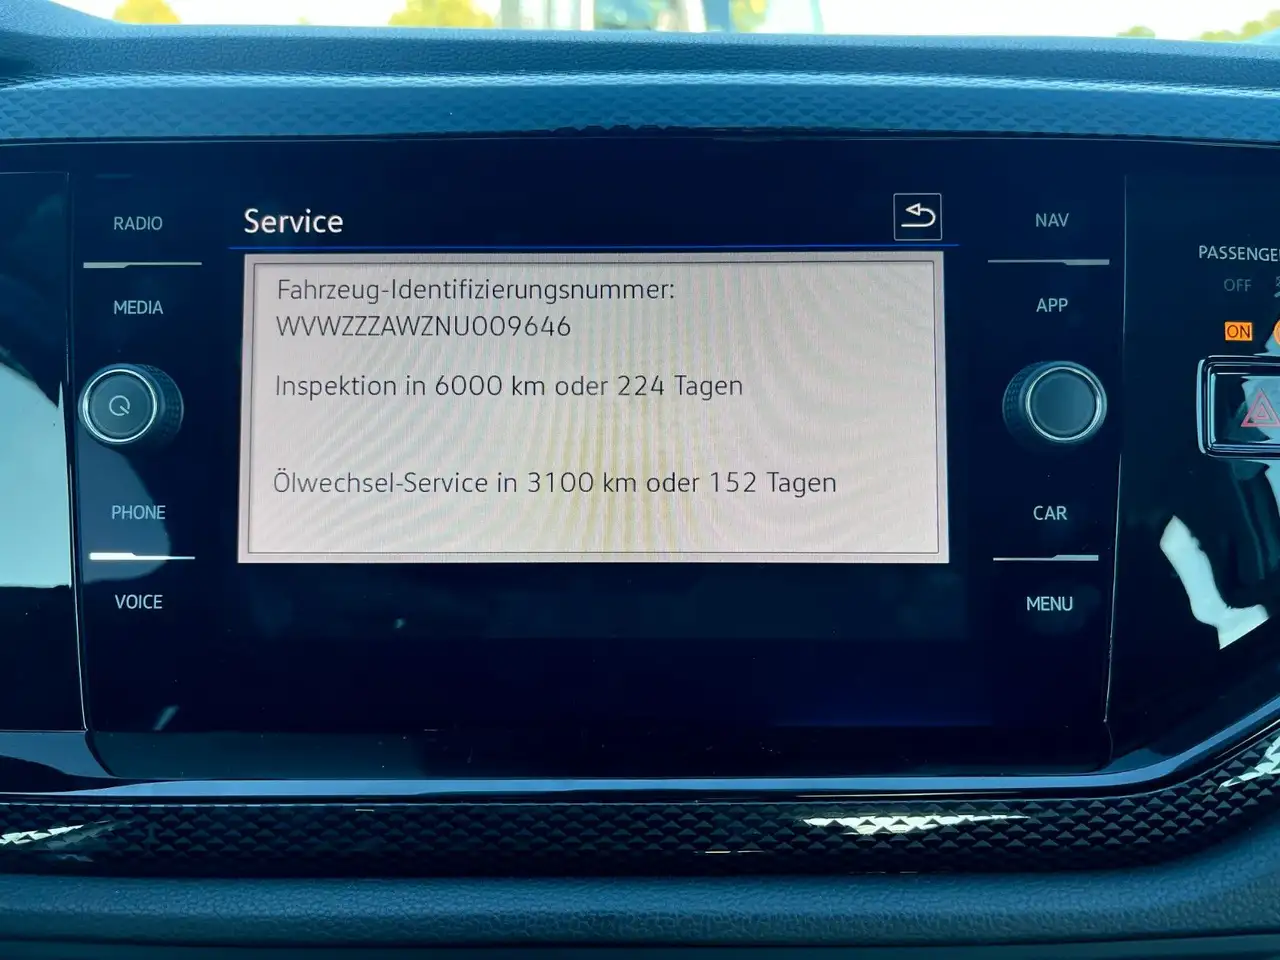 RADIO
Service
NAV
MEDIA
APP
PHONE
CAR
VOICE
MENU
Fahrzeug-Identifizierungsnummer:
WVWZZZAWZNU009646
Inspektion in 6000 km oder 224 Tagen
Ölwechsel-Service in 3100 km oder 152 Tagen
PASSENGE
OFF
ON